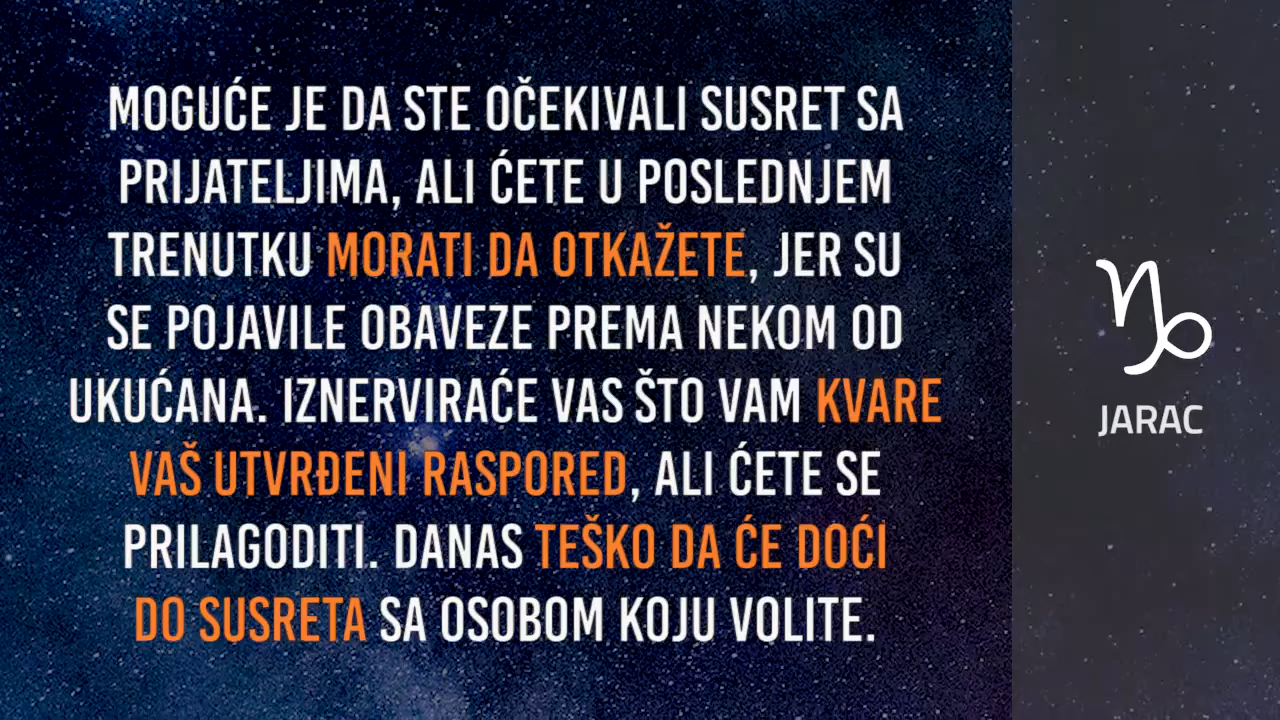 MOGUĆE JE DA STE OČEKIVALI SUSRET SA
PRIJATELJIMA, ALI ĆETE U POSLEDNJEM
TRENUTKU MORATI DA OTKAŽETE, JER SU
SE POJAVILE OBAVEZE PREMA NEKOM OD
UKUĆANA. IZNERVIRAĆE VAS ŠTO VAM KVARE
VAŠ UTVRĐENI RASPORED, ALI ĆETE SE
PRILAGODITI. DANAS TEŠKO DA ĆE DOĆI
DO SUSRETA SA OSOBOM KOJU VOLITE.
JARAC